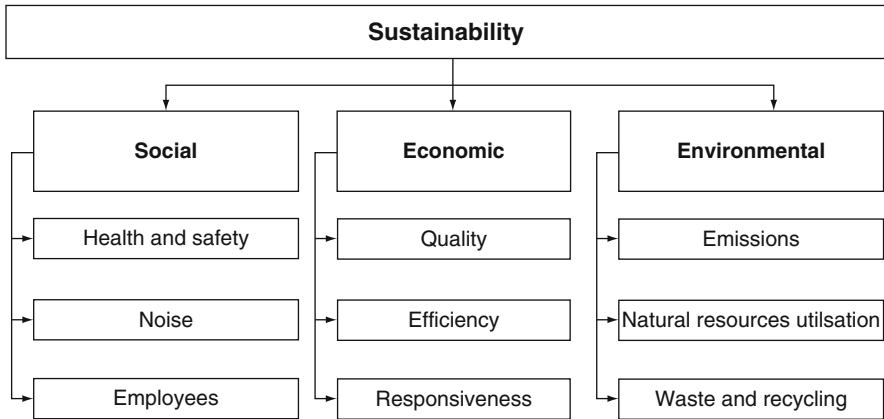 Sustainability
Social
Economic
Environmental
Health and safety
Quality
Emissions
Noise
Efficiency
Natural resources utilsation
Employees
Responsiveness
Waste and recycling